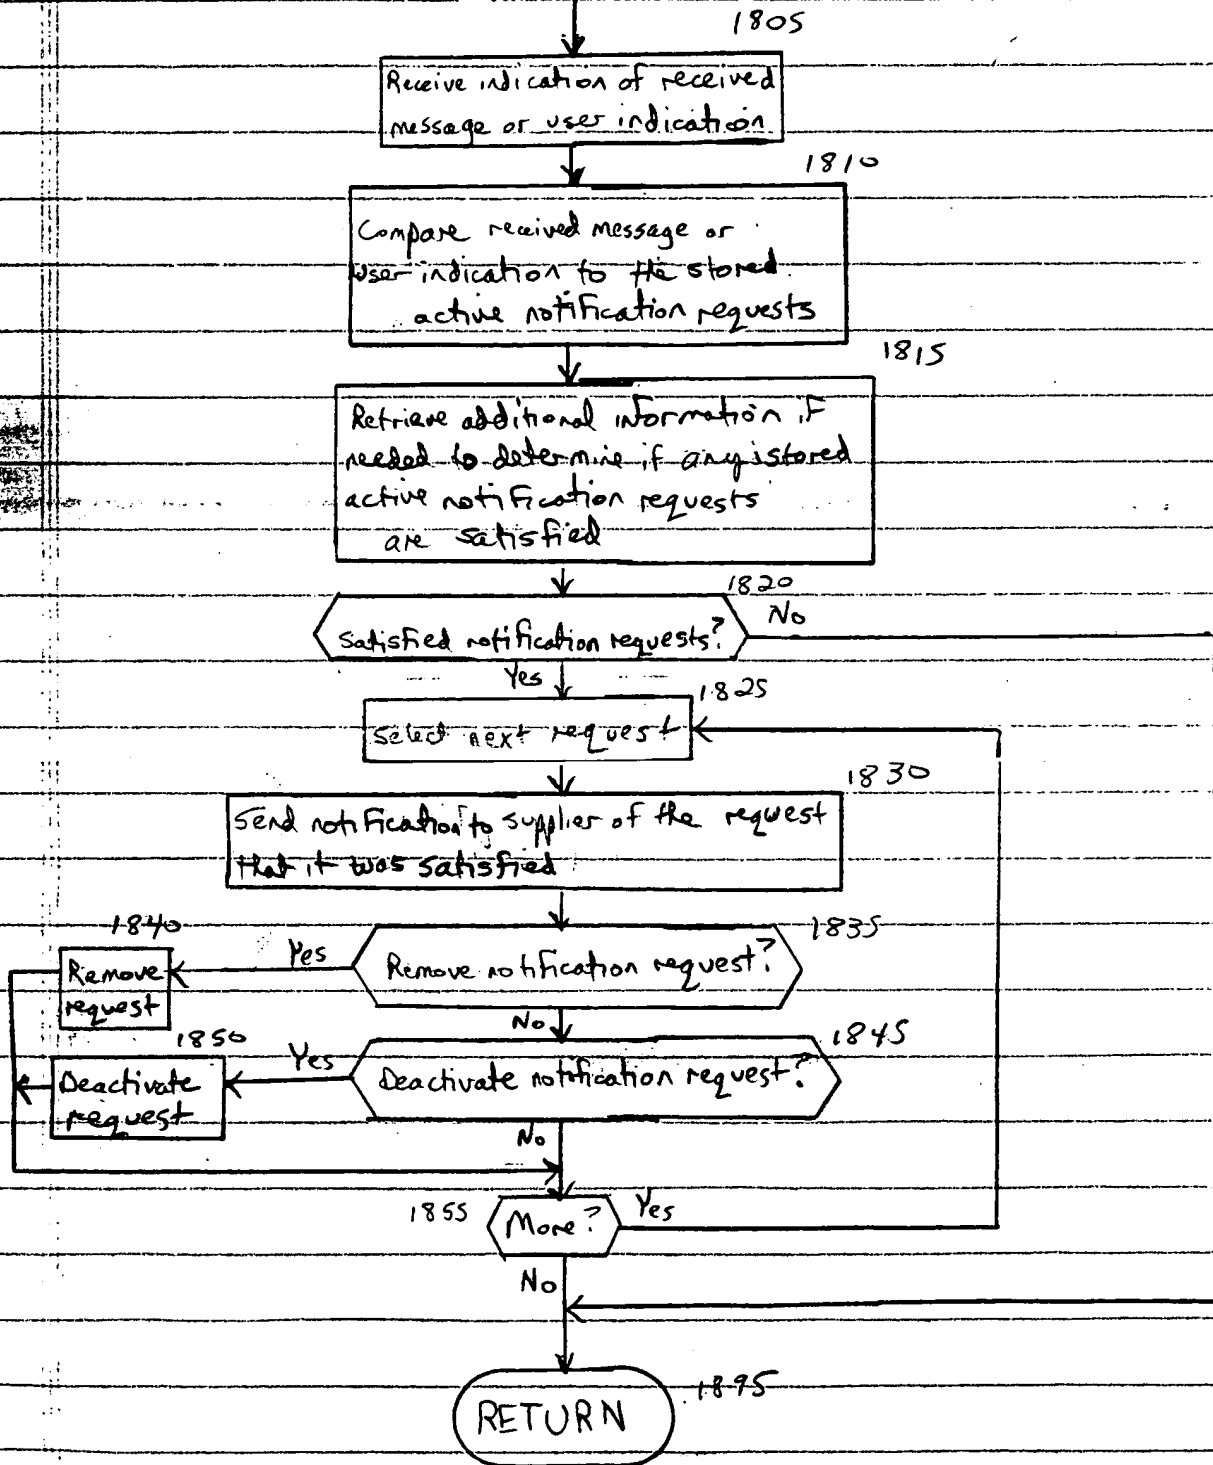 1805
Receive indication of received
message or user indication
1810
Compare received message or
user indication to the stored
active notification requests
1815
Retrieve additional information if
needed to determine if any stored
active notification requests
are satisfied
1820
Satisfied notification requests?
No
Yes
1825
Select next request
1830
Send notification to supplier of the request
that it was satisfied
1835
Remove notification request?
Yes
1840
Remove
request
No
1845
Deactivate notification request?
Yes
1850
Deactivate
request
No
1855
More?
Yes
No
1895
RETURN